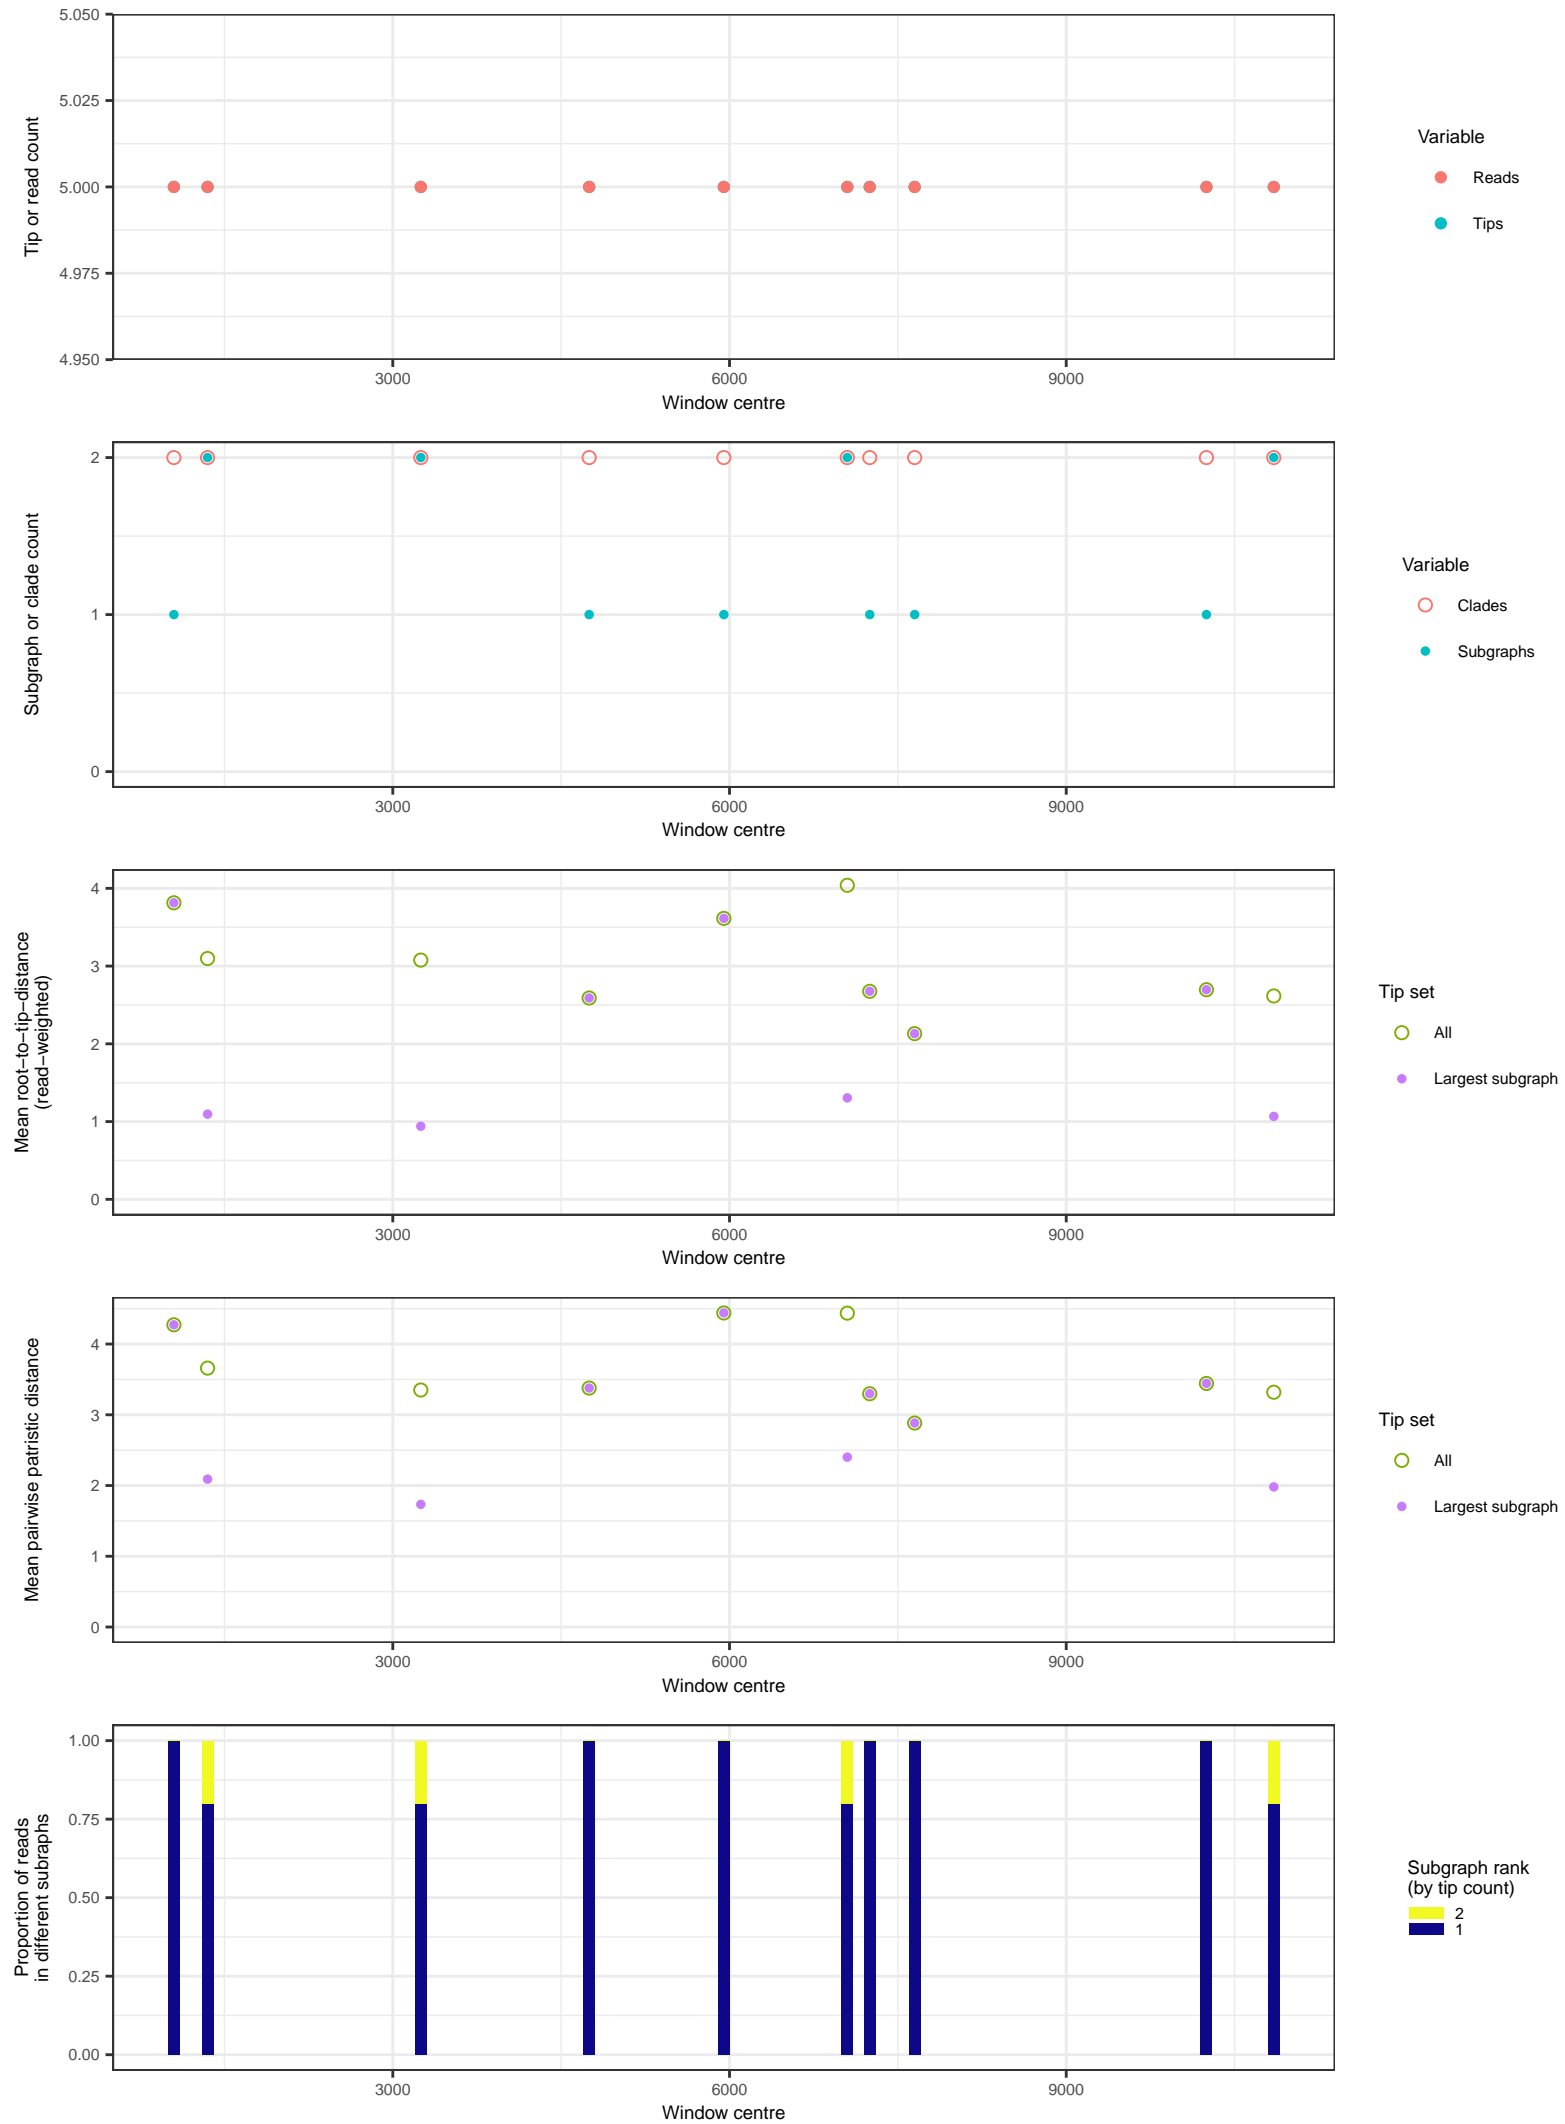 5.050
5.025
5.000
4.975
4.950
Tip or read count
3000 6000 9000
Window centre
Variable
Reads
Tips
2
1
0
Subgraph or clade count
3000 6000 9000
Window centre
Variable
Clades
Subgraphs
4
3
2
1
0
Mean root−to−tip−distance
(read−weighted)
3000 6000 9000
Window centre
Tip set
All
Largest subgraph
4
3
2
1
0
Mean pairwise patristic distance
3000 6000 9000
Window centre
Tip set
All
Largest subgraph
1.00
0.75
0.50
0.25
0.00
Proportion of reads
in different subraphs
3000 6000 9000
Window centre
Subgraph rank
(by tip count)
2
1